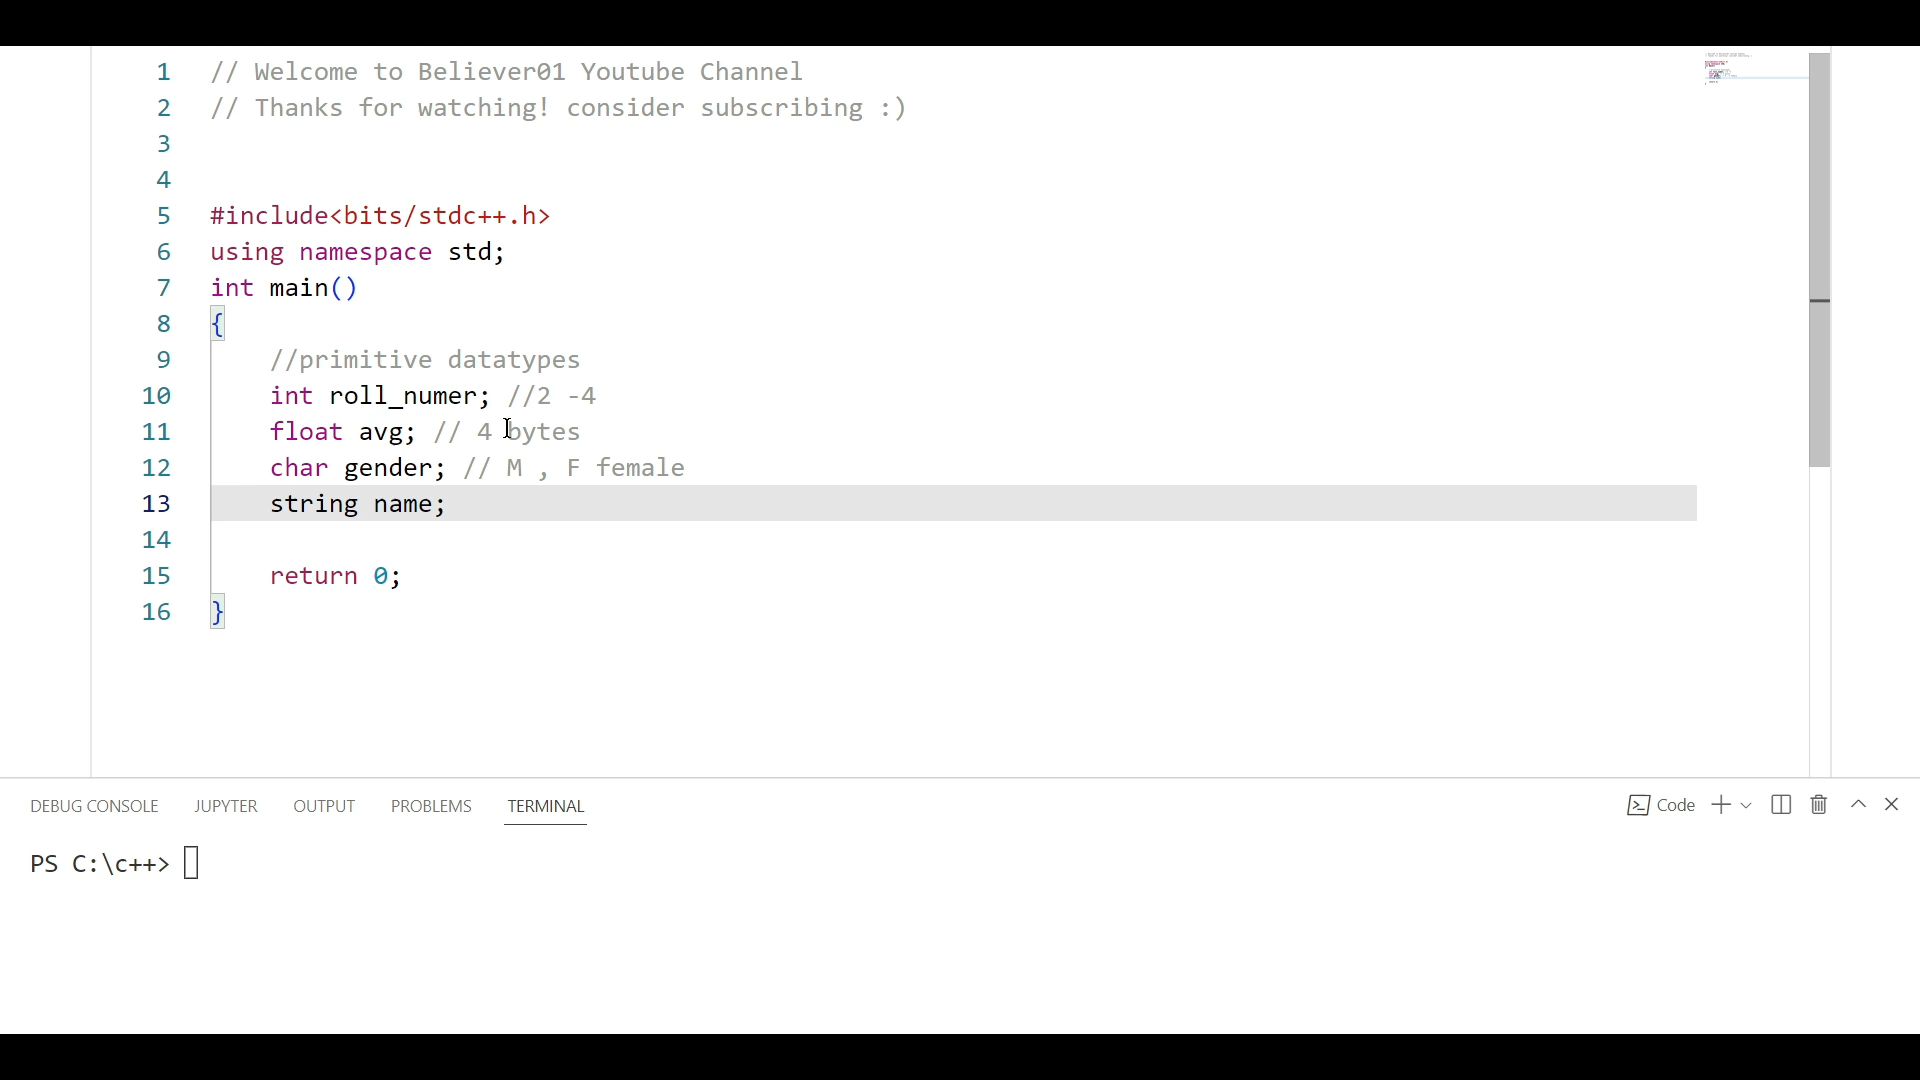 1 // Welcome to Believer01 Youtube Channel
2 // Thanks for watching! consider subscribing :)
3
4
5 #include<bits/stdc++.h>
6 using namespace std;
7 int main()
8 {
9 //primitive datatypes
10 int roll_numer; //2 -4
11 float avg; // 4 bytes
12 char gender; // M , F female
13 string name;
14
15 return 0;
16 }
DEBUG CONSOLE JUPYTER OUTPUT PROBLEMS TERMINAL Code
PS C:\c++>